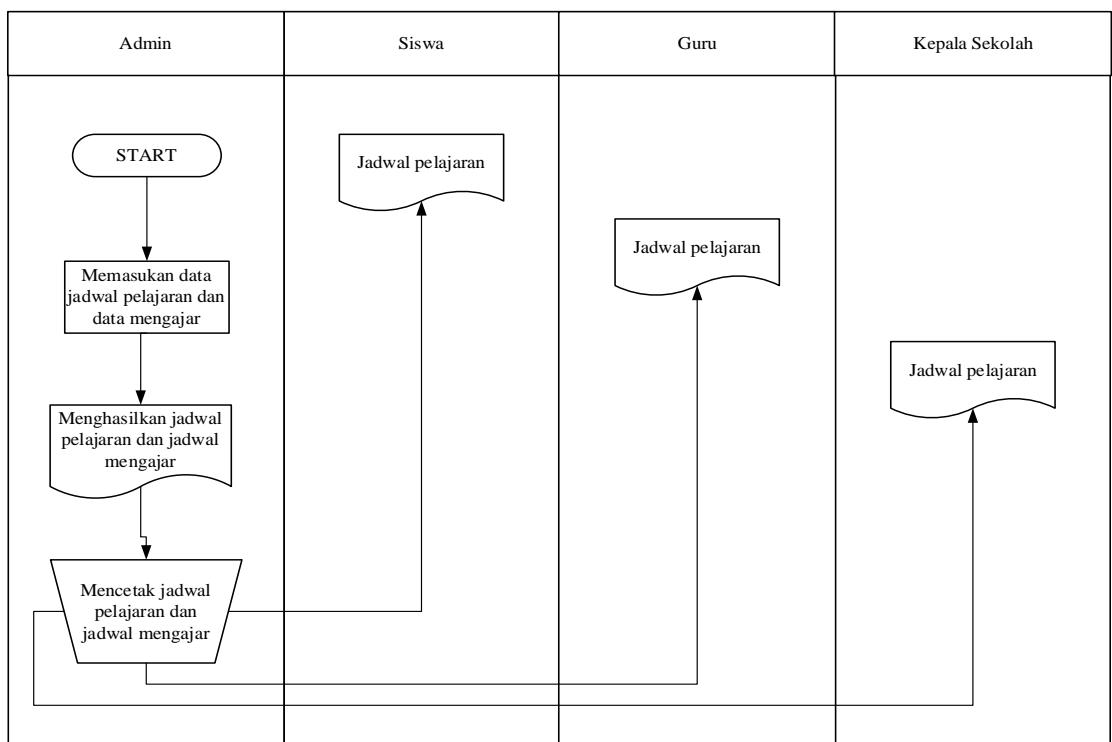 Admin
Siswa
Guru
Kepala Sekolah
START
Memasukan data
jadwal pelajaran dan
data mengajar
Menghasilkan jadwal
pelajaran dan jadwal
mengajar
Mencetak jadwal
pelajaran dan
jadwal mengajar
Jadwal pelajaran
Jadwal pelajaran
Jadwal pelajaran